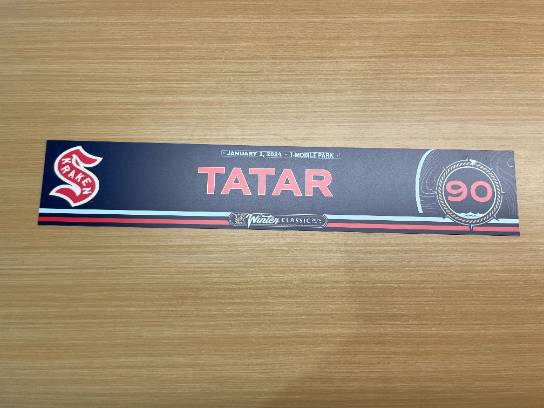 JANUARY 1, 2024 - T-MOBILE PARK
KRAKEN
TATAR
90
Winter CLASSIC